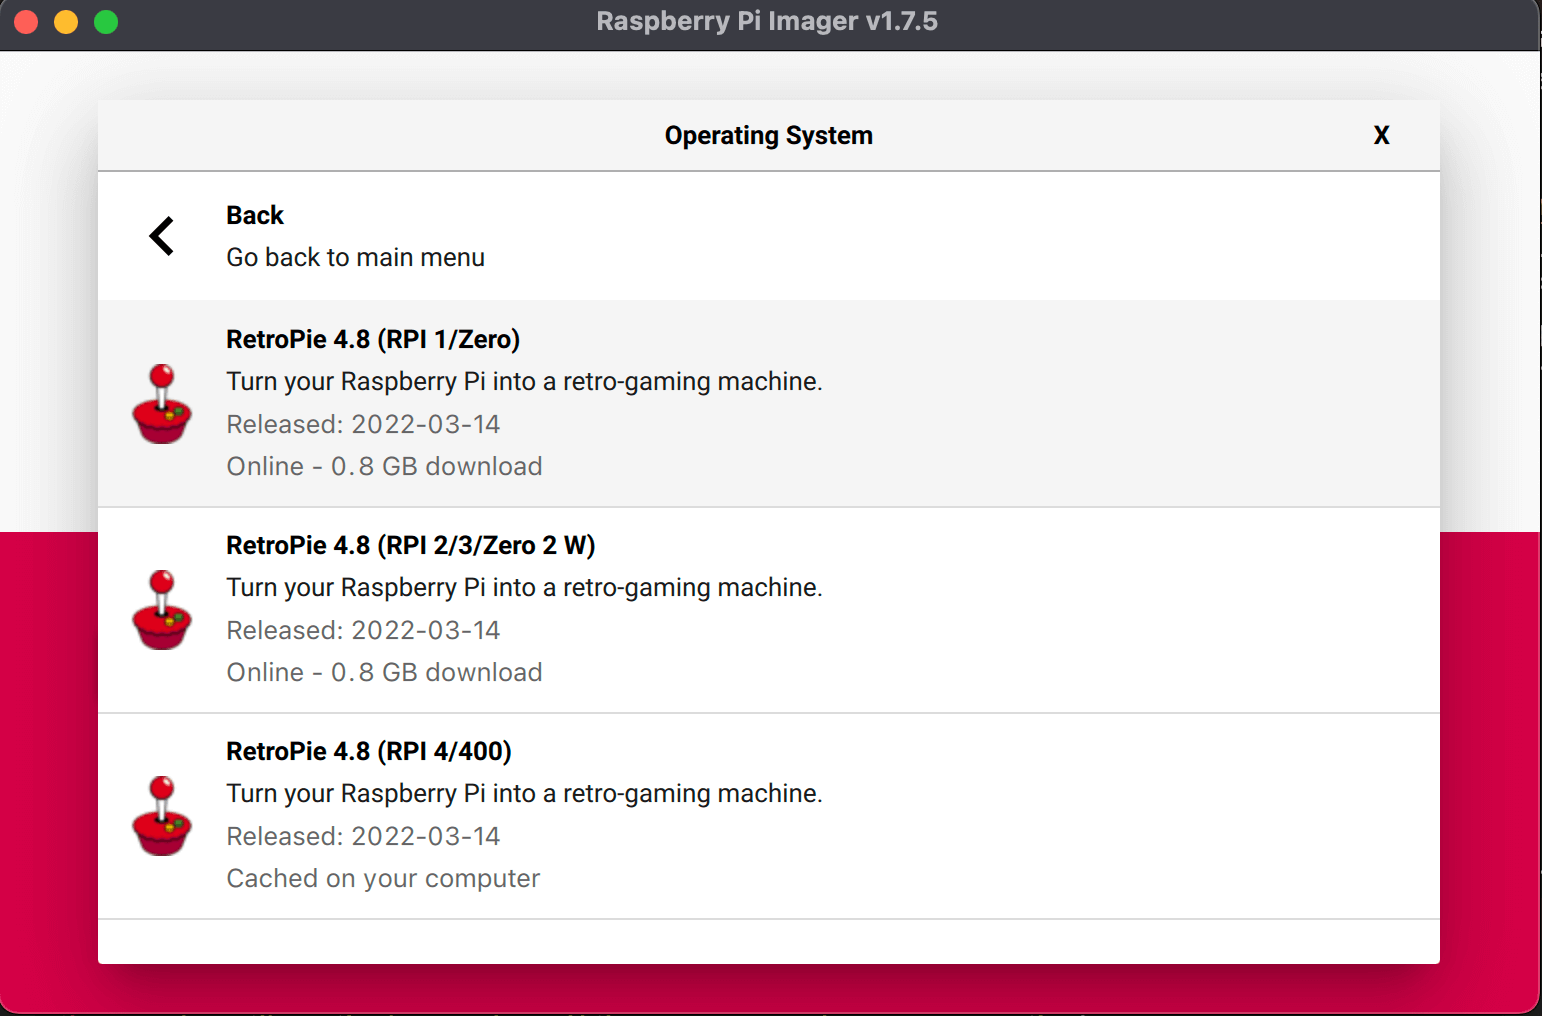 Raspberry Pi Imager v1.7.5
Operating System
X
Back
Go back to main menu
RetroPie 4.8 (RPI 1/Zero)
Turn your Raspberry Pi into a retro-gaming machine.
Released: 2022-03-14
Online - 0.8 GB download
RetroPie 4.8 (RPI 2/3/Zero 2 W)
Turn your Raspberry Pi into a retro-gaming machine.
Released: 2022-03-14
Online - 0.8 GB download
RetroPie 4.8 (RPI 4/400)
Turn your Raspberry Pi into a retro-gaming machine.
Released: 2022-03-14
Cached on your computer